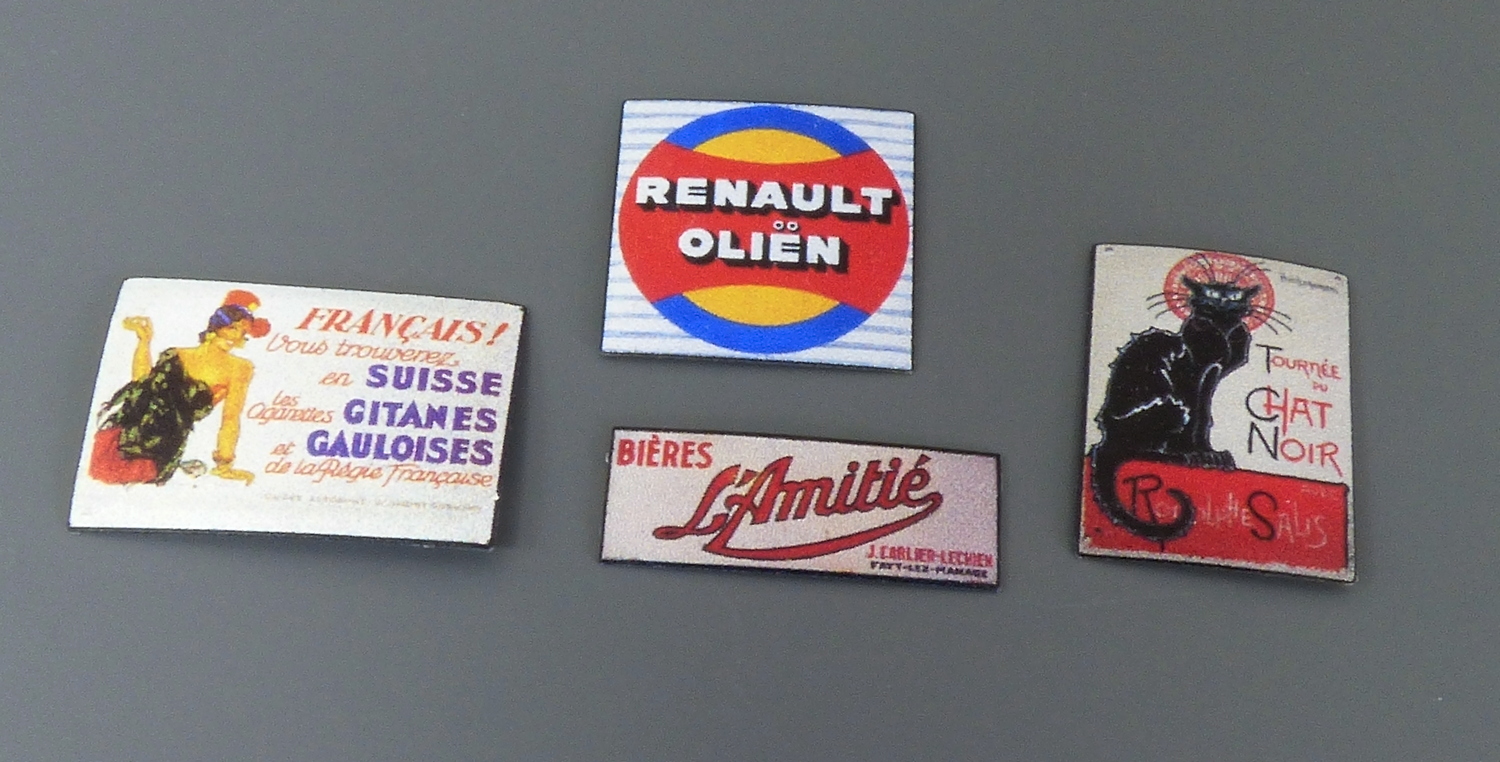 FRANÇAIS!
Vous trouverez
en SUISSE
les
Cigarettes GITANES
et GAULOISES
de la Régie Française
RENAULT
OLIËN
BIÈRES
L'Amitié
J. CARLIER-LECHIEN
FAYT-LEZ-MANAGE
TOURNÉE
DU
CHAT
NOIR
RODOLPHE SALIS